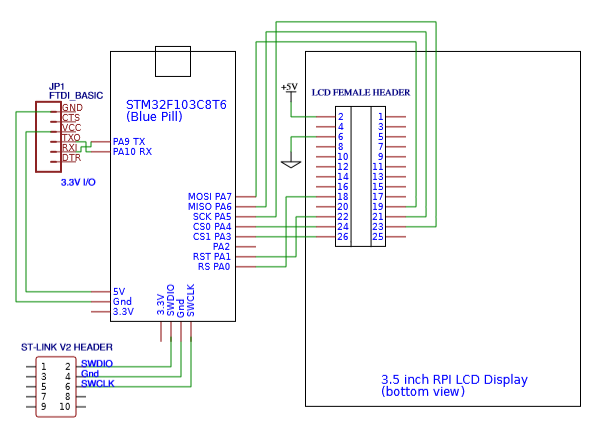 JP1
FTDI_BASIC
GND
CTS
VCC
TXO
RXI
DTR
3.3V I/O
STM32F103C8T6
(Blue Pill)
PA9 TX
PA10 RX
MOSI PA7
MISO PA6
SCK PA5
CS0 PA4
CS1 PA3
PA2
RST PA1
RS PA0
5V
Gnd
3.3V
3.3V
SWDIO
Gnd
SWCLK
+5V
LCD FEMALE HEADER
2 1
4 3
6 5
8 7
10 9
12 11
14 13
16 15
18 17
20 19
22 21
24 23
26 25
3.5 inch RPI LCD Display
(bottom view)
ST-LINK V2 HEADER
1 2 SWDIO
3 4 Gnd
5 6 SWCLK
7 8
9 10